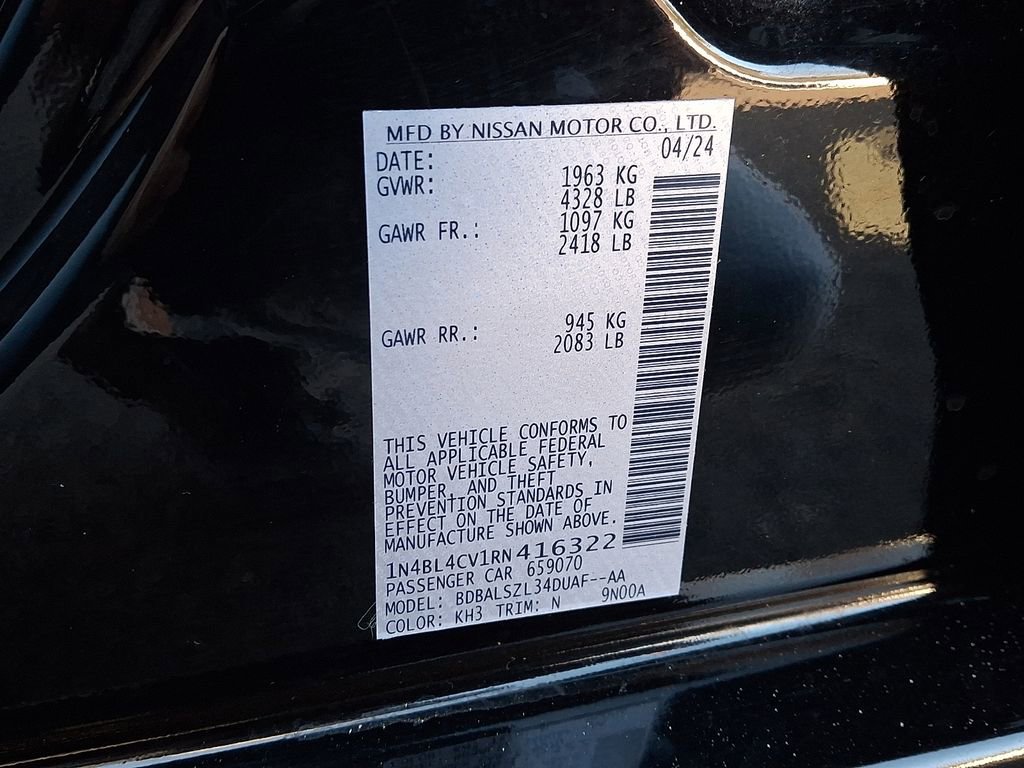 MFD BY NISSAN MOTOR CO., LTD.
DATE: 04/24
GVWR: 1963 KG
4328 LB
GAWR FR.: 1097 KG
2418 LB
GAWR RR.: 945 KG
2083 LB
THIS VEHICLE CONFORMS TO
ALL APPLICABLE FEDERAL
MOTOR VEHICLE SAFETY,
BUMPER, AND THEFT
PREVENTION STANDARDS IN
EFFECT ON THE DATE OF
MANUFACTURE SHOWN ABOVE.
1N4BL4CV1RN416322
PASSENGER CAR 659070
MODEL: BDBALSZL34DUAF--AA
COLOR: KH3 TRIM: N 9N00A